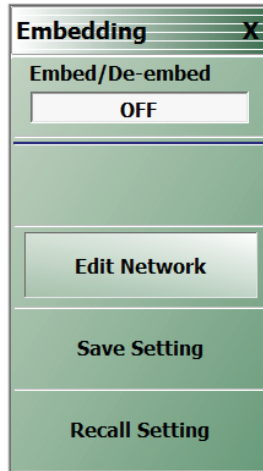 Embedding X
Embed/De-embed
OFF
Edit Network
Save Setting
Recall Setting